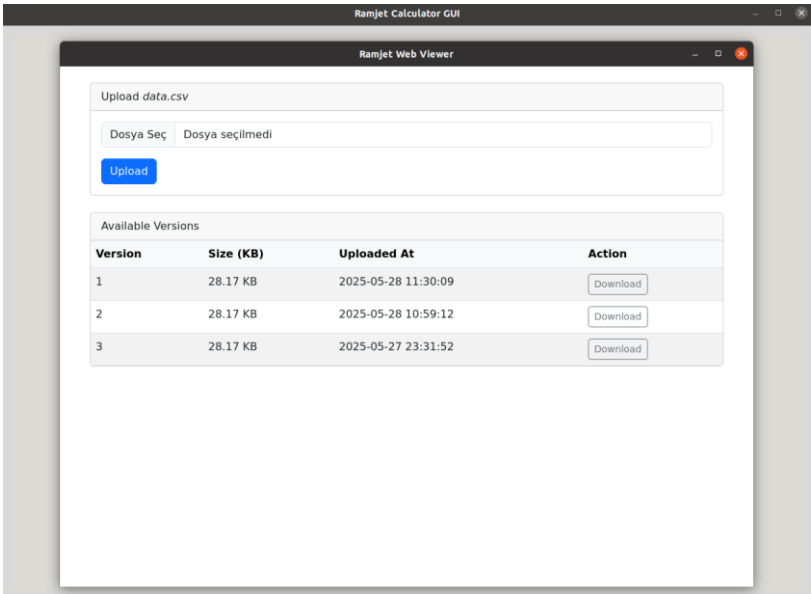 Ramjet Calculator GUI
Ramjet Web Viewer
Upload data.csv
Dosya Seç Dosya seçilmedi
Upload
Available Versions
Version Size (KB) Uploaded At Action
1 28.17 KB 2025-05-28 11:30:09 Download
2 28.17 KB 2025-05-28 10:59:12 Download
3 28.17 KB 2025-05-27 23:31:52 Download